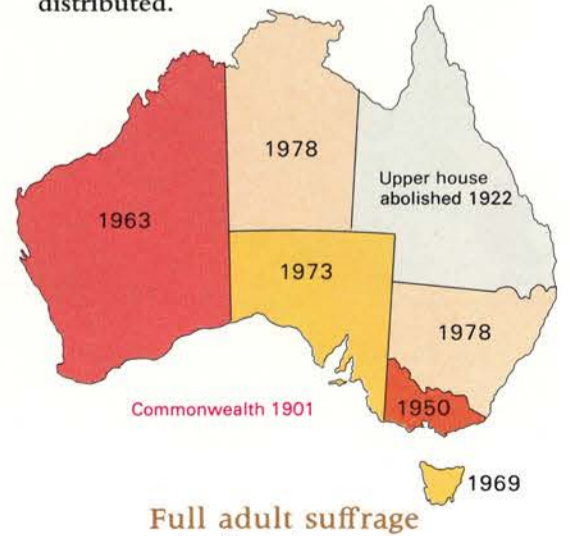 distributed.
1978
Upper house
abolished 1922
1963
1973
1978
Commonwealth 1901
1950
1969
Full adult suffrage